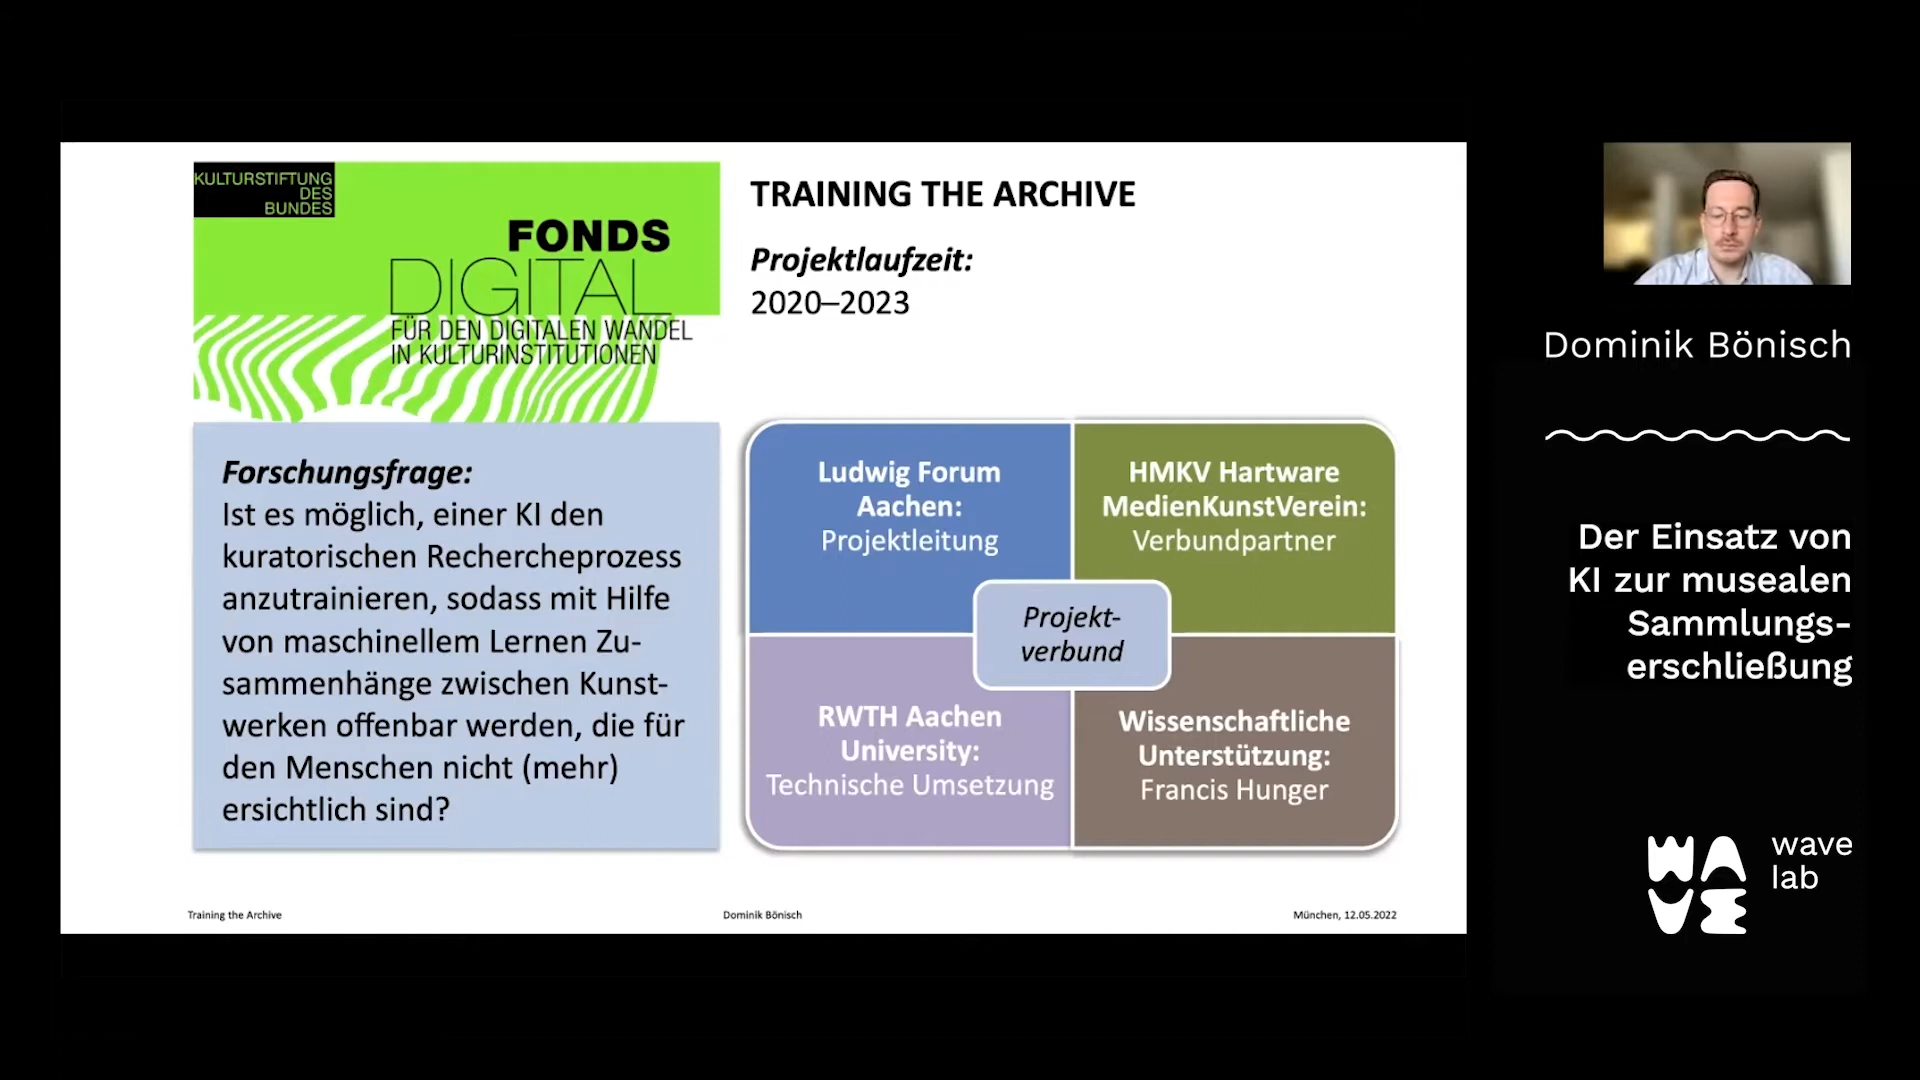 KULTURSTIFTUNG
DES
BUNDES
FONDS
DIGITAL
FÜR DEN DIGITALEN WANDEL
IN KULTURINSTITUTIONEN
TRAINING THE ARCHIVE
Projektlaufzeit:
2020–2023
Forschungsfrage:
Ist es möglich, einer KI den
kuratorischen Rechercheprozess
anzutrainieren, sodass mit Hilfe
von maschinellem Lernen Zu-
sammenhänge zwischen Kunst-
werken offenbar werden, die für
den Menschen nicht (mehr)
ersichtlich sind?
Ludwig Forum
Aachen:
Projektleitung
HMKV Hartware
MedienKunstVerein:
Verbundpartner
Projekt-
verbund
RWTH Aachen
University:
Technische Umsetzung
Wissenschaftliche
Unterstützung:
Francis Hunger
Training the Archive
Dominik Bönisch
München, 12.05.2022
Dominik Bönisch
Der Einsatz von
KI zur musealen
Sammlungs-
erschließung
WA
VE
wave
lab